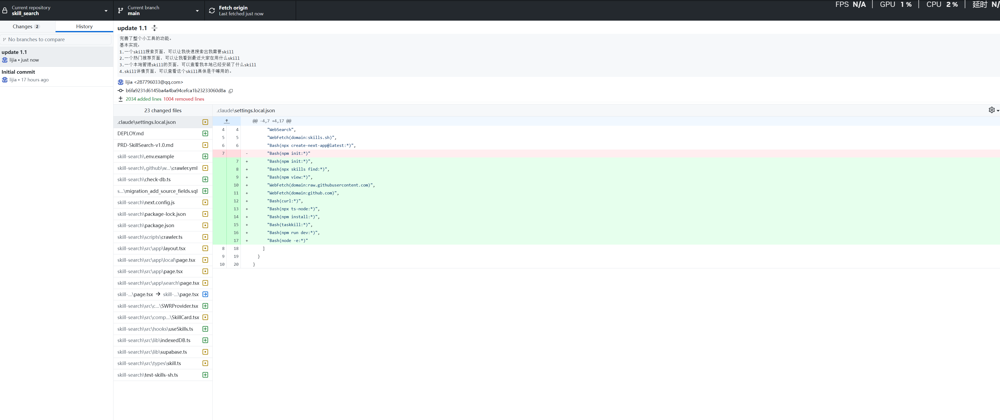 Current repository
skill_search
Current branch
main
Fetch origin
Last fetched just now
FPS N/A
GPU 1 %
CPU 2 %
延时 N/
Changes 2
History
No branches to compare
update 1.1
lijia • just now
Initial commit
lijia • 17 hours ago
update 1.1
完善了整个小工具的功能。
基本实现：
1.一个skill搜索页面，可以让我快速搜索出我需要skill
2.一个热门推荐页面，可以让我看到最近大家在用什么skill
3.一个本地管理skill的页面，可以查看我本地已经安装了什么skill
4.skill详情页面，可以查看这个skill具体是干嘛用的。
lijia <287796033@qq.com>
b6fa9231d6145ba4a4ba94cefca1b23233060d8a
2034 added lines 1004 removed lines
23 changed files
.claude\settings.local.json
DEPLOY.md
PRD-SkillSearch-v1.0.md
skill-search\.env.example
skill-search\.github\w...\crawler.yml
skill-search\check-db.ts
s...\migration_add_source_fields.sql
skill-search\next.config.js
skill-search\package-lock.json
skill-search\package.json
skill-search\scripts\crawler.ts
skill-search\src\app\layout.tsx
skill-search\src\app\local\page.tsx
skill-search\src\app\page.tsx
skill-search\src\app\search\page.tsx
skill-...\page.tsx → skill-...\page.tsx
skill-search\src\c...\SWRProvider.tsx
skill-search\src\comp...\SkillCard.tsx
skill-search\src\hooks\useSkills.ts
skill-search\src\lib\indexedDB.ts
skill-search\src\lib\supabase.ts
skill-search\src\types\skill.ts
skill-search\test-skills-sh.ts
.claude\settings.local.json
@@ -4,7 +4,17 @@
4 4 "WebSearch",
5 5 "WebFetch(domain:skills.sh)",
6 6 "Bash(npx create-next-app@latest:*)",
7 - "Bash(npm init:*)"
7 + "Bash(npm init:*)",
8 + "Bash(npx skills find:*)",
9 + "Bash(npm view:*)",
10 + "WebFetch(domain:raw.githubusercontent.com)",
11 + "WebFetch(domain:github.com)",
12 + "Bash(curl:*)",
13 + "Bash(npx ts-node:*)",
14 + "Bash(npm install:*)",
15 + "Bash(taskkill:*)",
16 + "Bash(npm run dev:*)",
17 + "Bash(node -e:*)"
8 18 ]
9 19 }
10 20 }